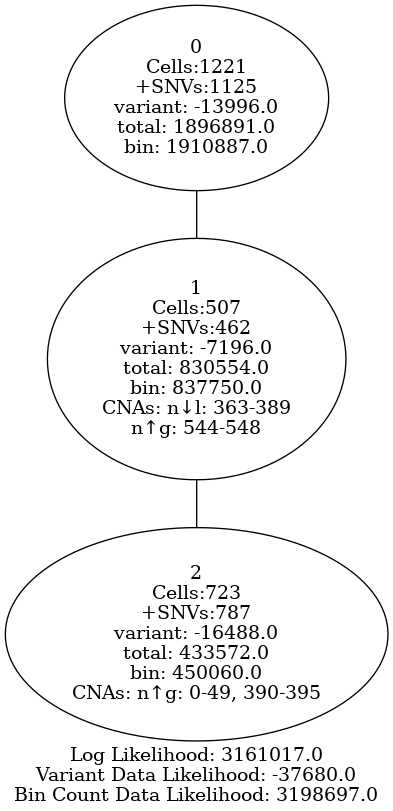 0
Cells:1221
+SNVs:1125
variant: -13996.0
total: 1896891.0
bin: 1910887.0
1
Cells:507
+SNVs:462
variant: -7196.0
total: 830554.0
bin: 837750.0
CNAs: n↓l: 363-389
n↑g: 544-548
2
Cells:723
+SNVs:787
variant: -16488.0
total: 433572.0
bin: 450060.0
CNAs: n↑g: 0-49, 390-395
Log Likelihood: 3161017.0
Variant Data Likelihood: -37680.0
Bin Count Data Likelihood: 3198697.0